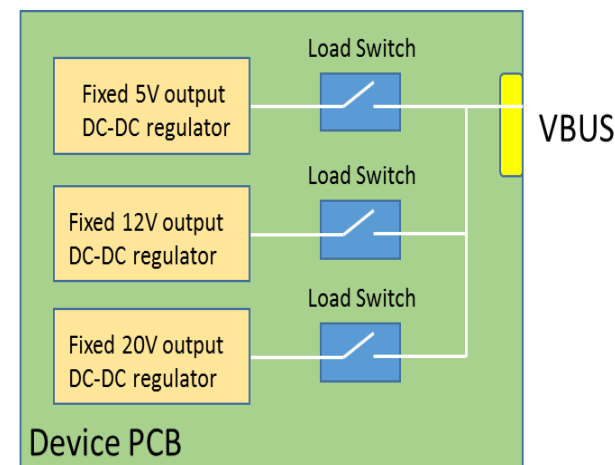 Load Switch
Fixed 5V output
DC-DC regulator
VBUS
Load Switch
Fixed 12V output
DC-DC regulator
Load Switch
Fixed 20V output
DC-DC regulator
Device PCB